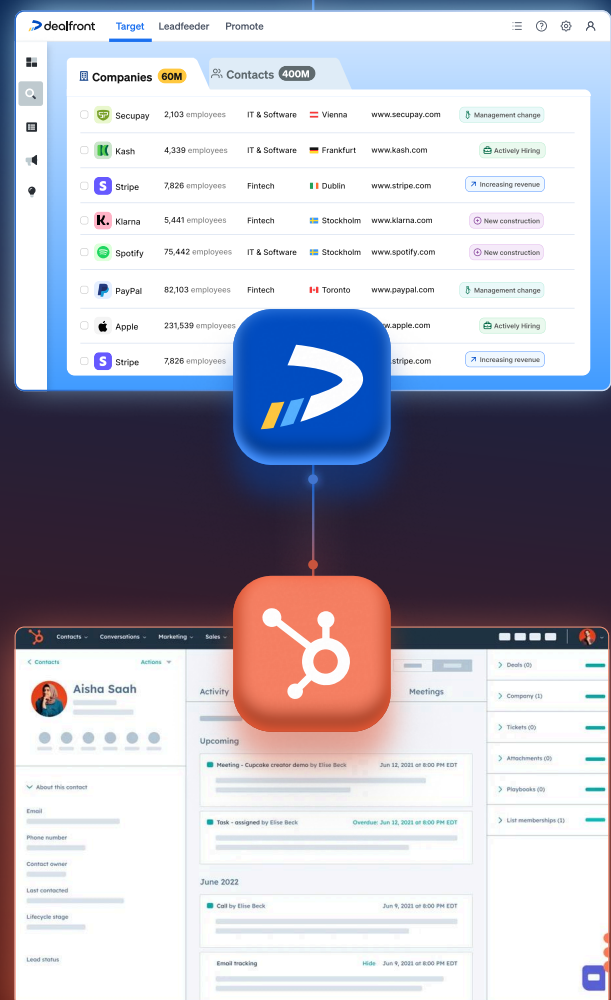 dealfront Target Leadfeeder Promote
Companies 60M Contacts 400M
Secupay 2,103 employees IT & Software Vienna www.secupay.com Management change
Kash 4,339 employees IT & Software Frankfurt www.kash.com Actively Hiring
S Stripe 7,826 employees Fintech Dublin www.stripe.com Increasing revenue
K. Klarna 5,441 employees Fintech Stockholm www.klarna.com New construction
Spotify 75,442 employees IT & Software Stockholm www.spotify.com New construction
PayPal 82,103 employees Fintech Toronto www.paypal.com Management change
Apple 231,539 employees .apple.com Actively Hiring
S Stripe 7,826 employees .stripe.com Increasing revenue
Contacts Conversations Marketing Sales
Contacts Actions
Aisha Saah
About this contact
Email
Phone number
Contact owner
Last contacted
Lifecycle stage
Lead status
Activity Meetings
Upcoming
Meeting - Cupcake creator demo by Elise Beck Jun 12, 2021 at 8:00 PM EDT
Task - assigned by Elise Beck Overdue: Jun 12, 2021 at 8:00 PM EDT
June 2022
Call by Elise Beck Jun 9, 2021 at 8:00 PM EDT
Email tracking Hide Jun 9, 2021 at 8:00 PM EDT
Deals (0)
Company (1)
Tickets (0)
Attachments (0)
Playbooks (0)
List memberships (1)